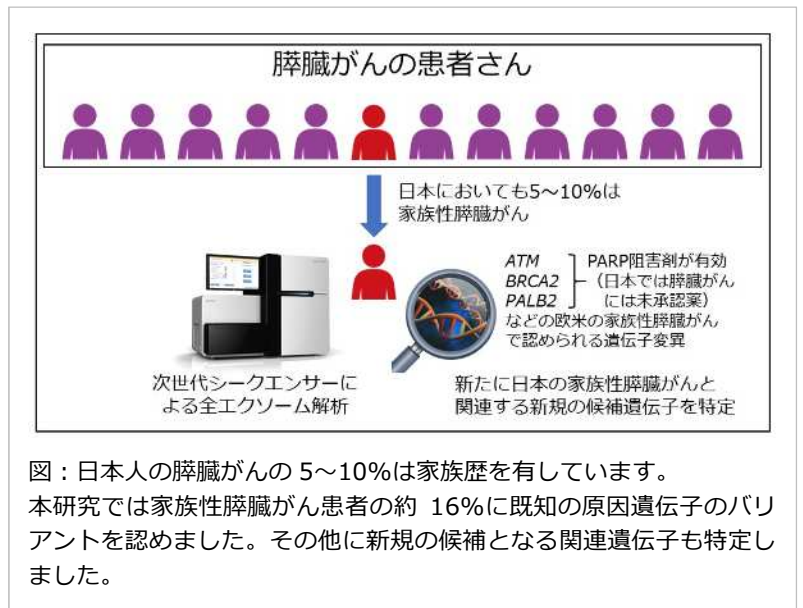 膵臓がんの患者さん
日本においても5～10%は
家族性膵臓がん
ATM
BRCA2
PALB2
PARP阻害剤が有効
（日本では膵臓がん
には未承認薬）
などの欧米の家族性膵臓がん
で認められる遺伝子変異
次世代シークエンサーに
よる全エクソーム解析
新たに日本の家族性膵臓がんと
関連する新規の候補遺伝子を特定
図：日本人の膵臓がんの 5～10%は家族歴を有しています。
本研究では家族性膵臓がん患者の約 16%に既知の原因遺伝子のバリ
アントを認めました。その他に新規の候補となる関連遺伝子も特定し
ました。